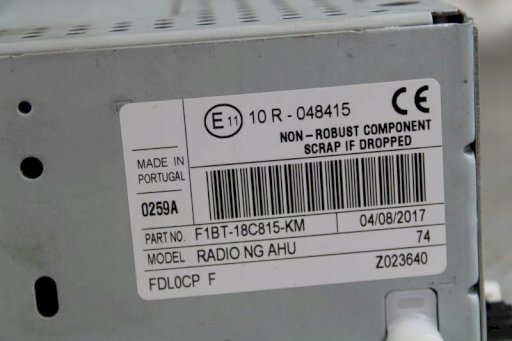 E11 10 R - 048415 CE
NON-ROBUST COMPONENT
SCRAP IF DROPPED
MADE IN
PORTUGAL
0259A
PART NO. F1BT-18C815-KM 04/08/2017
MODEL RADIO NG AHU 74
FDL0CP F Z023640